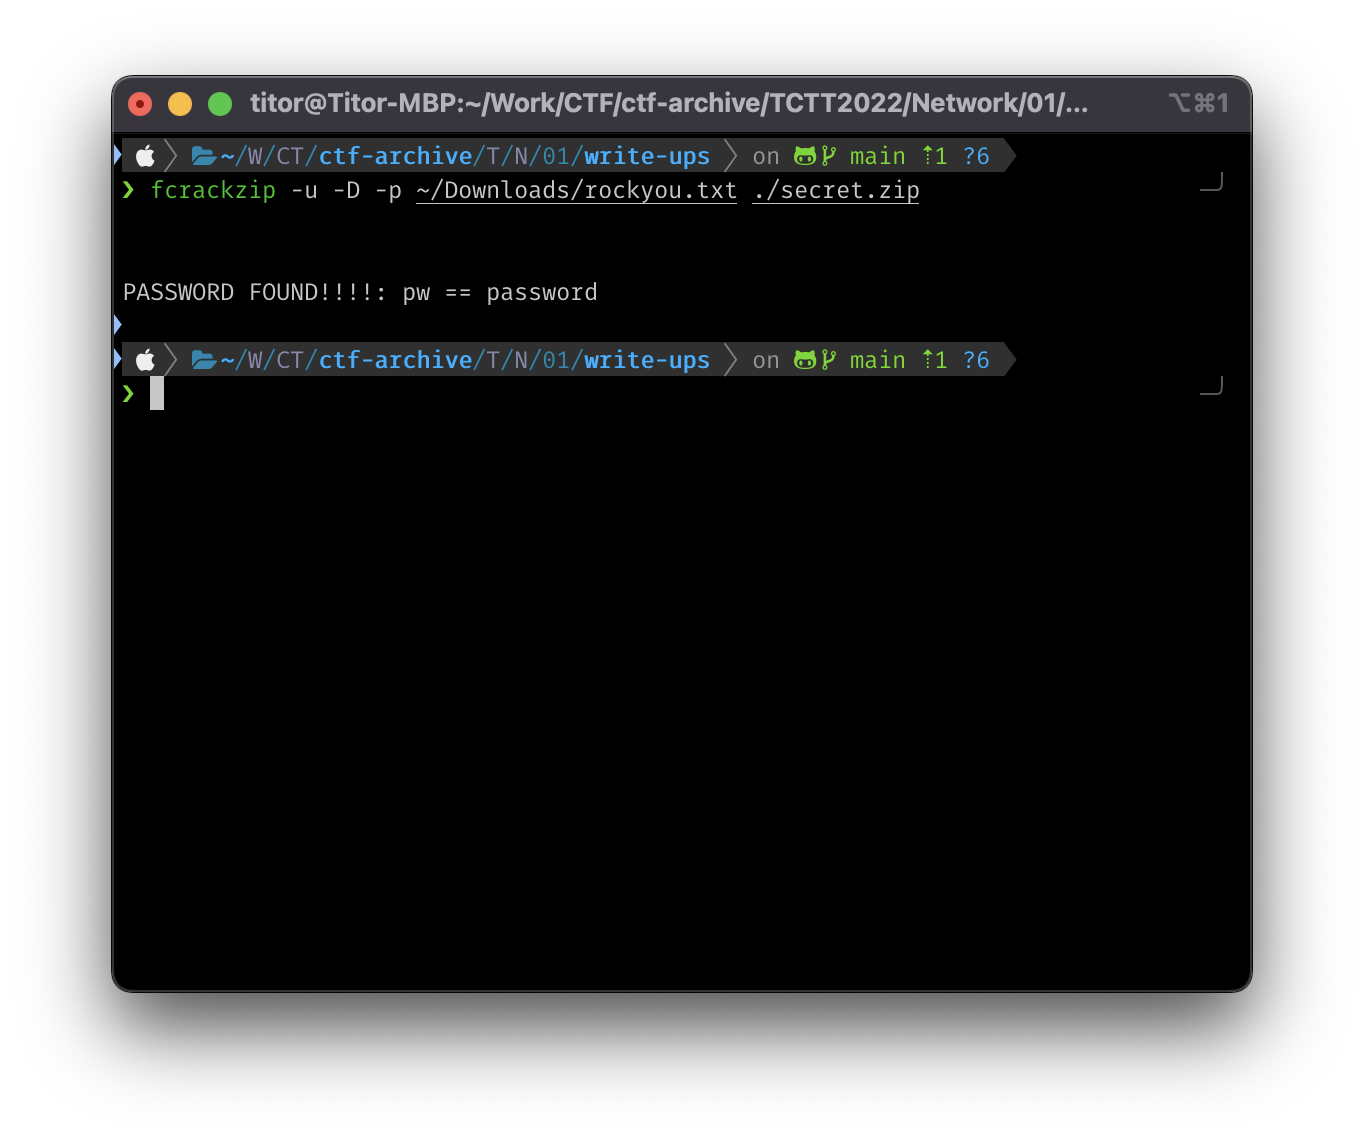 titor@Titor-MBP:~/Work/CTF/ctf-archive/TCTT2022/Network/01/... ⌥⌘1
~/W/CT/ctf-archive/T/N/01/write-ups on main ⇡1 ?6
❯ fcrackzip -u -D -p ~/Downloads/rockyou.txt ./secret.zip
PASSWORD FOUND!!!!: pw == password
~/W/CT/ctf-archive/T/N/01/write-ups on main ⇡1 ?6
❯